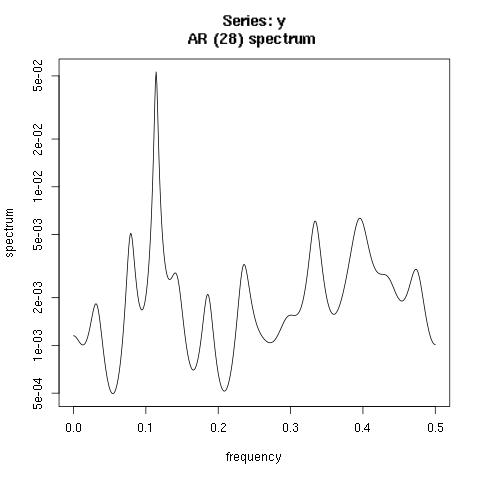 Series: y
AR (28) spectrum
5e-02
2e-02
1e-02
5e-03
2e-03
1e-03
5e-04
spectrum
0.0 0.1 0.2 0.3 0.4 0.5
frequency